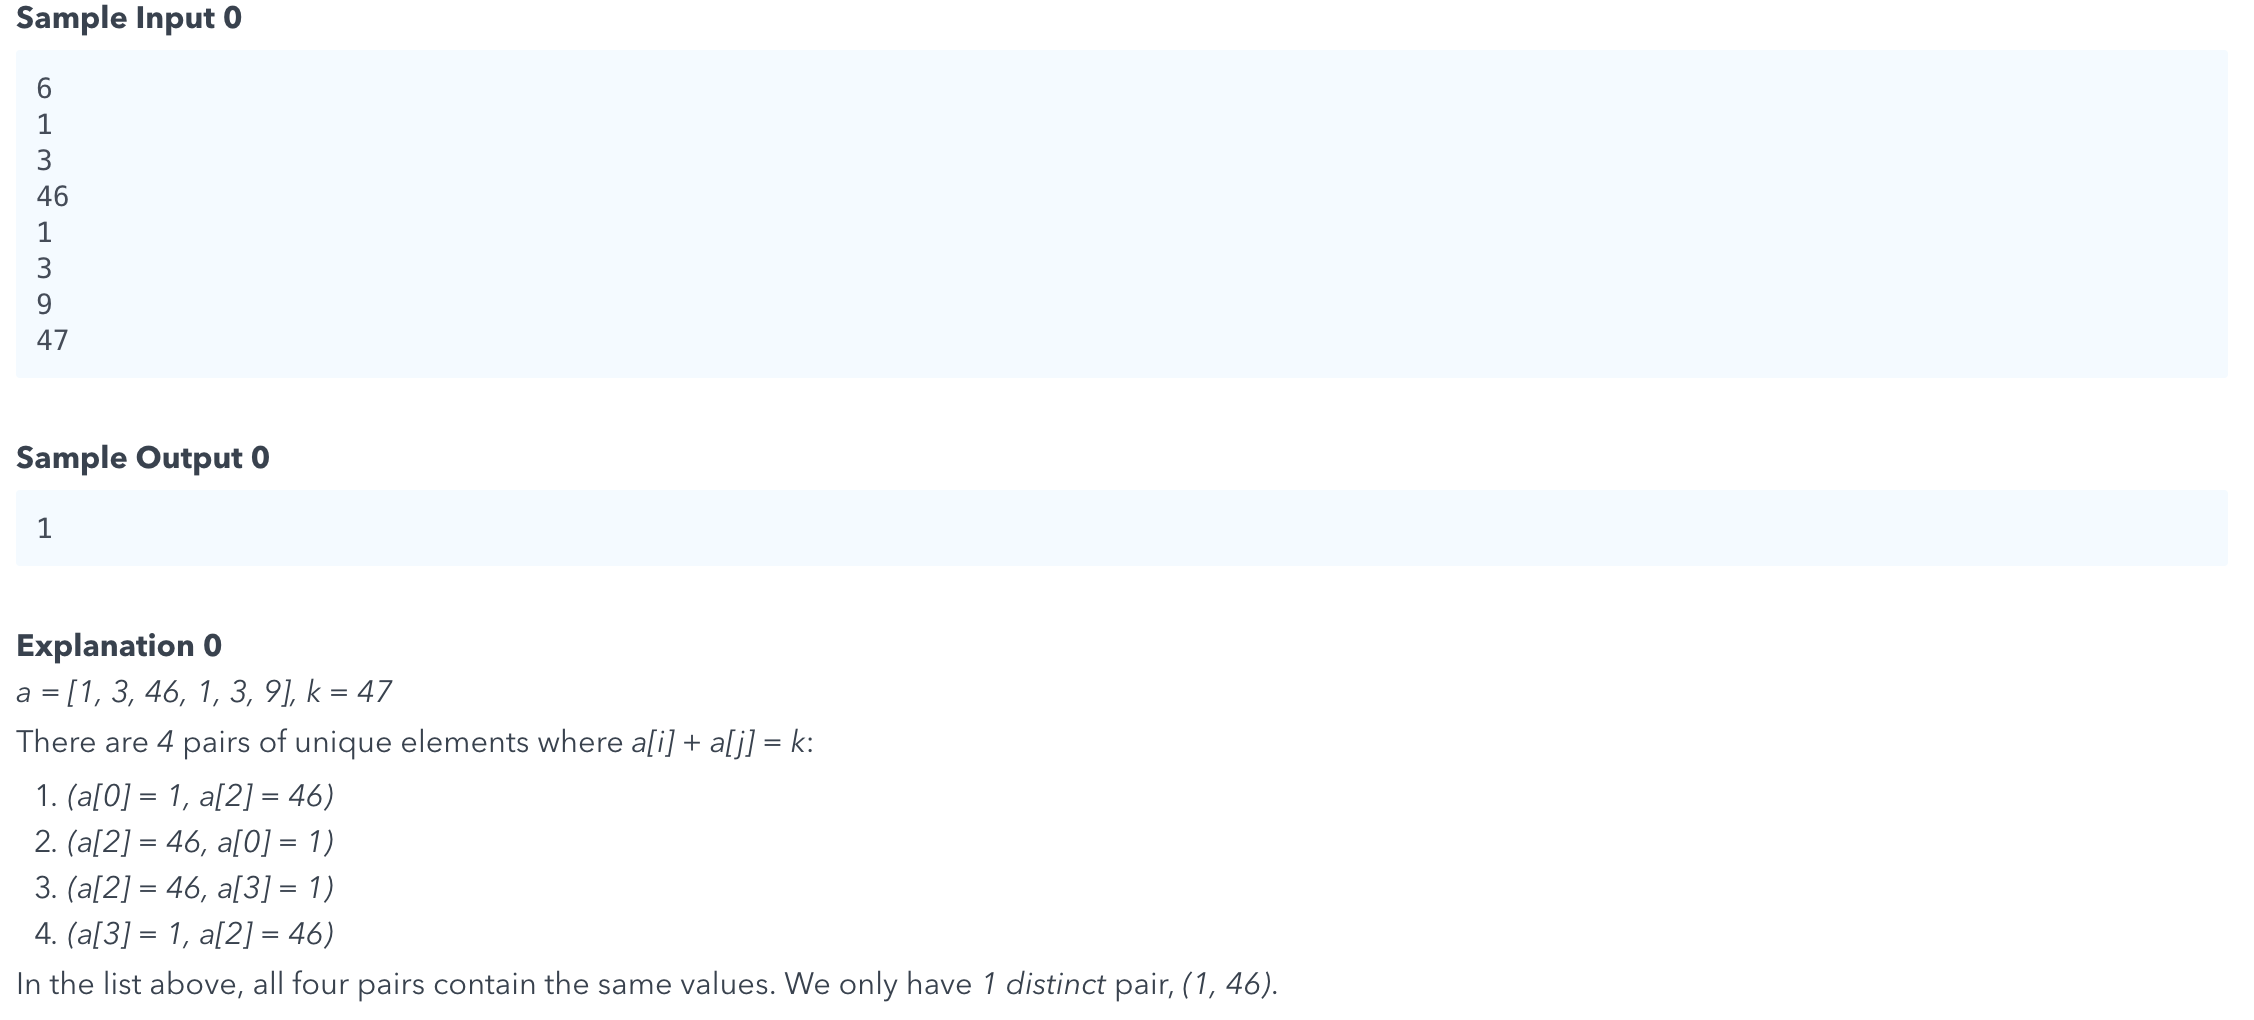 Sample Input 0
6
1
3
46
1
3
9
47
Sample Output 0
1
Explanation 0
a = [1, 3, 46, 1, 3, 9], k = 47
There are 4 pairs of unique elements where a[i] + a[j] = k:
1. (a[0] = 1, a[2] = 46)
2. (a[2] = 46, a[0] = 1)
3. (a[2] = 46, a[3] = 1)
4. (a[3] = 1, a[2] = 46)
In the list above, all four pairs contain the same values. We only have 1 distinct pair, (1, 46).